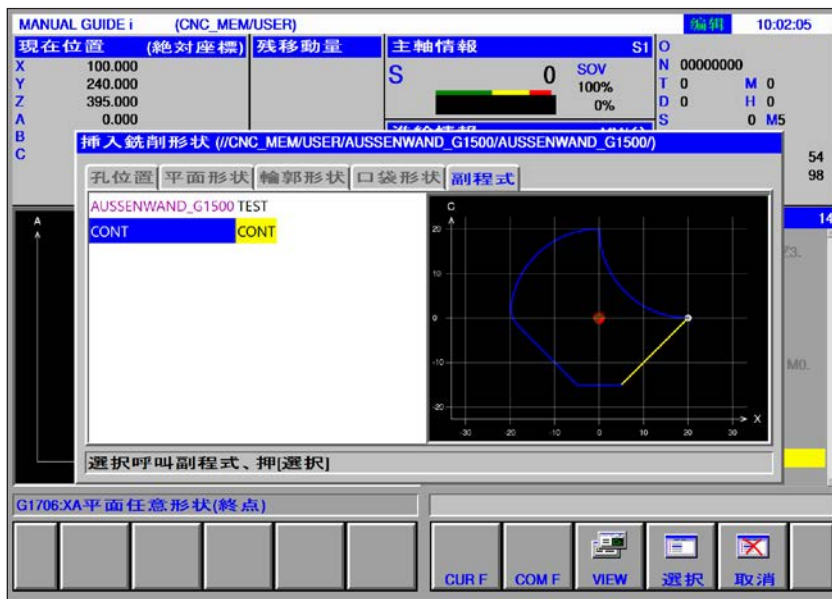 MANUAL GUIDE i (CNC_MEM/USER) 编辑 10:02:05
現在位置 (絶対座標) 残移動量 主軸情報 S1 O
X 100.000
Y 240.000
Z 395.000
A 0.000
B
C
S 0 SOV
100%
0%
N 00000000
T 0 M 0
D 0 H 0
S 0 M5
54
98
挿入銑削形状 (//CNC_MEM/USER/AUSSENWAND_G1500/AUSSENWAND_G1500/)
孔位置 平面形状 輪郭形状 口袋形状 副程式
AUSSENWAND_G1500 TEST
CONT CONT
C
20
10
0
-10
-20
-30 -20 -10 0 10 20 30
X
A
14
Z3.
M0.
選択呼叫副程式、押[選択]
G1706:XA平面任意形状(終点)
CUR F COM F VIEW 選択 取消